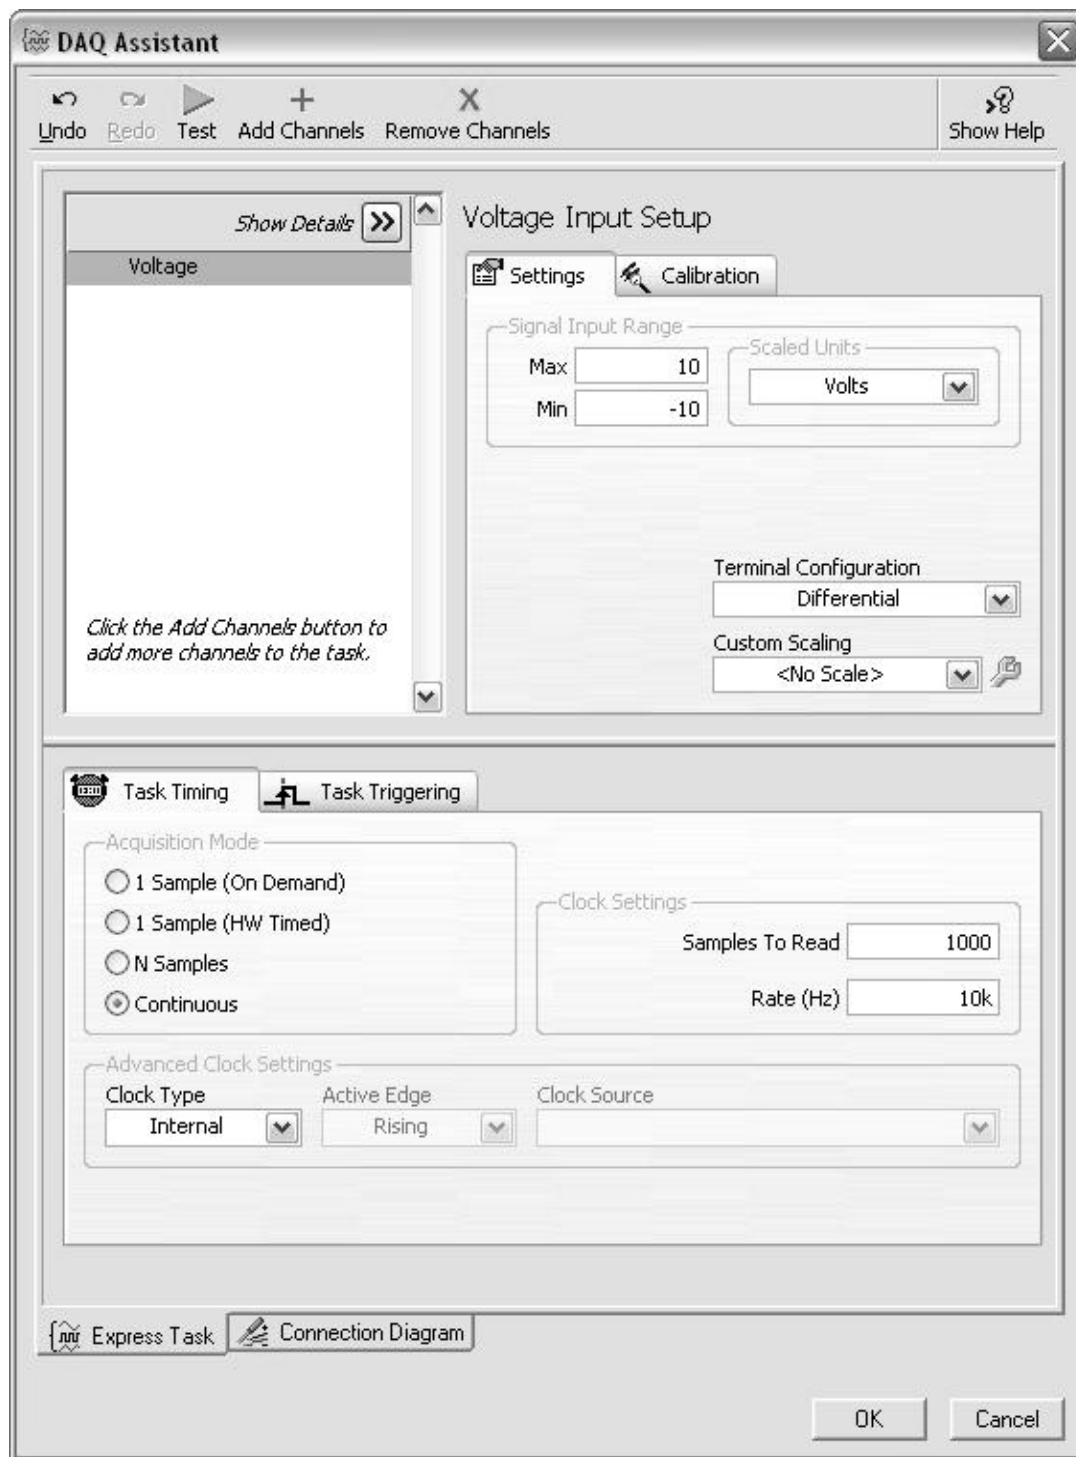 DAQ Assistant
Undo Redo Test Add Channels Remove Channels Show Help
Show Details
Voltage
Click the Add Channels button to
add more channels to the task.
Voltage Input Setup
Settings Calibration
Signal Input Range
Max 10
Min -10
Scaled Units
Volts
Terminal Configuration
Differential
Custom Scaling
<No Scale>
Task Timing Task Triggering
Acquisition Mode
1 Sample (On Demand)
1 Sample (HW Timed)
N Samples
Continuous
Clock Settings
Samples To Read 1000
Rate (Hz) 10k
Advanced Clock Settings
Clock Type Active Edge Clock Source
Internal Rising
Express Task Connection Diagram
OK Cancel